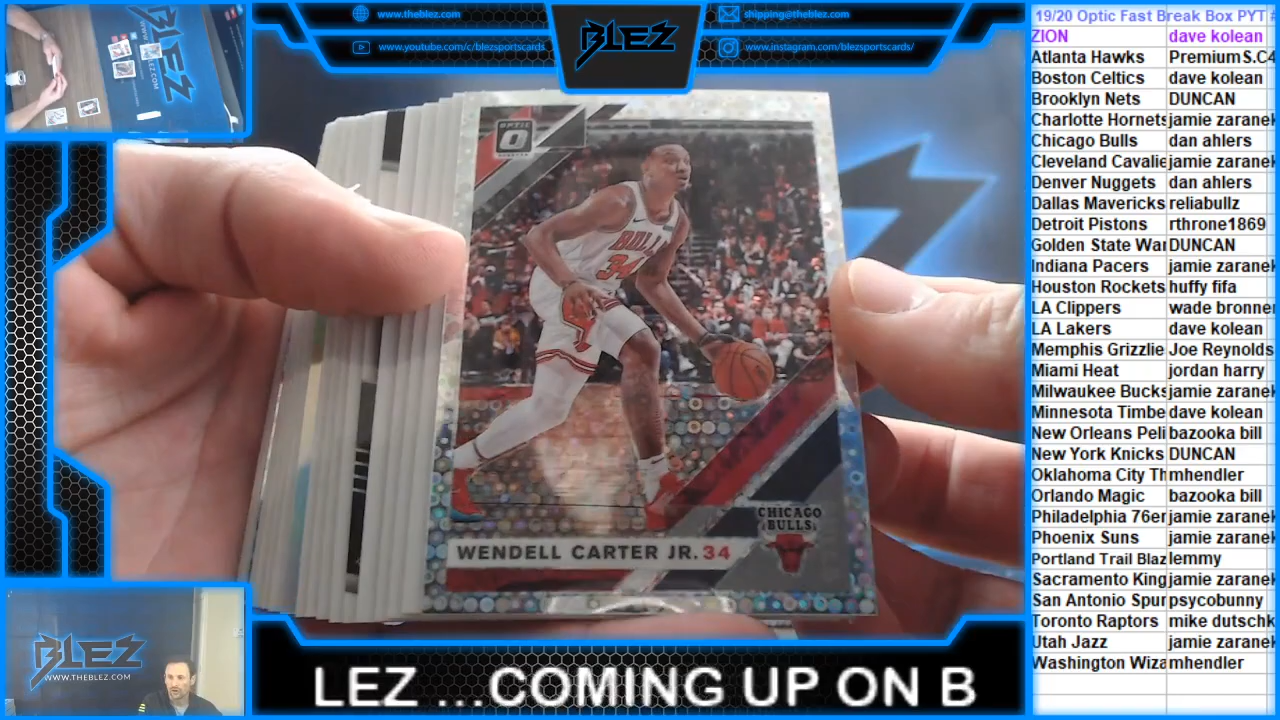 www.theblez.com
shipping@theblez.com
www.youtube.com/c/blezsportscards
www.instagram.com/blezsportscards/
BLEZ
OPTIC
BULLS
34
CHICAGO
BULLS
WENDELL CARTER JR. 34
BLEZ
WWW.THEBLEZ.COM
LEZ ...COMING UP ON B
19/20 Optic Fast Break Box PYT #
ZION dave kolean
Atlanta Hawks Premium S.C4
Boston Celtics dave kolean
Brooklyn Nets DUNCAN
Charlotte Hornets jamie zaranek
Chicago Bulls dan ahlers
Cleveland Cavalie jamie zaranek
Denver Nuggets dan ahlers
Dallas Mavericks reliabullz
Detroit Pistons rthrone1869
Golden State War DUNCAN
Indiana Pacers jamie zaranek
Houston Rockets huffy fifa
LA Clippers wade bronner
LA Lakers dave kolean
Memphis Grizzlie Joe Reynolds
Miami Heat jordan harry
Milwaukee Bucks jamie zaranek
Minnesota Timbe dave kolean
New Orleans Peli bazooka bill
New York Knicks DUNCAN
Oklahoma City Th mhendler
Orlando Magic bazooka bill
Philadelphia 76er jamie zaranek
Phoenix Suns jamie zaranek
Portland Trail Blaz lemmy
Sacramento King jamie zaranek
San Antonio Spur psycobunny
Toronto Raptors mike dutschk
Utah Jazz jamie zaranek
Washington Wiza mhendler